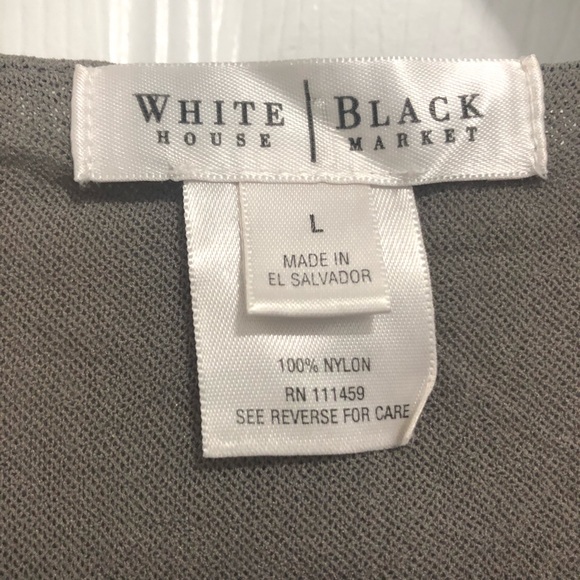 WHITE | BLACK
HOUSE MARKET
L
MADE IN
EL SALVADOR
100% NYLON
RN 111459
SEE REVERSE FOR CARE